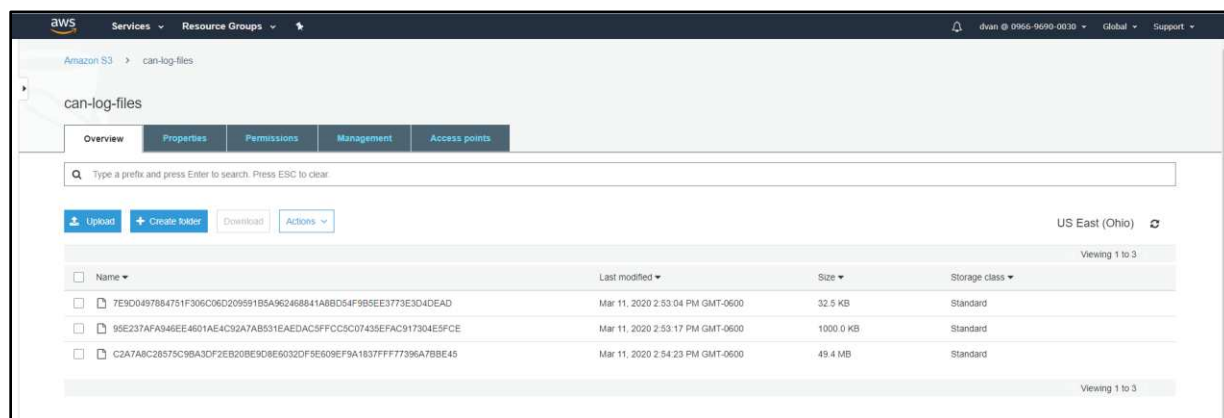 aws Services Resource Groups dvan @ 0966-9690-0030 Global Support
Amazon S3 > can-log-files
can-log-files
Overview Properties Permissions Management Access points
Type a prefix and press Enter to search. Press ESC to clear.
Upload + Create folder Download Actions US East (Ohio)
Viewing 1 to 3
Name Last modified Size Storage class
7E9D0497884751F306C06D209591B5A962468841A8BD54F9B5EE3773E3D4DEAD Mar 11, 2020 2:53:04 PM GMT-0600 32.5 KB Standard
95E237AFA946EE4601AE4C92A7AB531EAEDAC5FFCC5C07435EFAC917304E5FCE Mar 11, 2020 2:53:17 PM GMT-0600 1000.0 KB Standard
C2A7A8C28575C9BA3DF2EB20BE9D8E6032DF5E609EF9A1837FFF77396A7BBE45 Mar 11, 2020 2:54:23 PM GMT-0600 49.4 MB Standard
Viewing 1 to 3